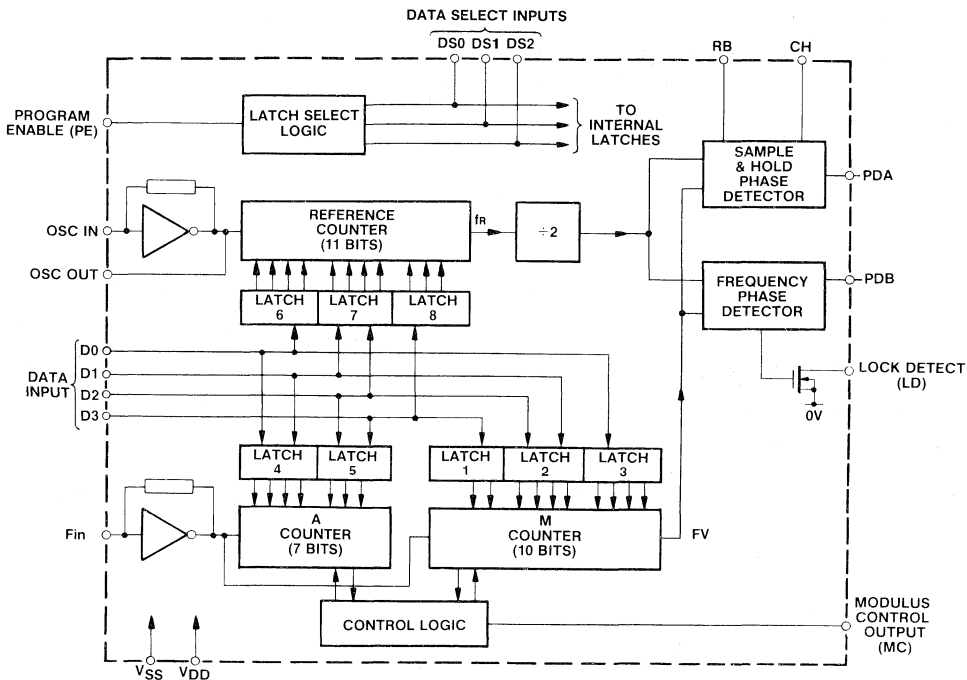 DATA SELECT INPUTS
DS0 DS1 DS2
RB
CH
PROGRAM
ENABLE (PE)
LATCH SELECT
LOGIC
TO
INTERNAL
LATCHES
SAMPLE
& HOLD
PHASE
DETECTOR
PDA
OSC IN
REFERENCE
COUNTER
(11 BITS)
fR
÷2
OSC OUT
LATCH
6
LATCH
7
LATCH
8
FREQUENCY
PHASE
DETECTOR
PDB
DATA
INPUT
D0
D1
D2
D3
LOCK DETECT
(LD)
0V
LATCH
4
LATCH
5
LATCH
1
LATCH
2
LATCH
3
Fin
A
COUNTER
(7 BITS)
M
COUNTER
(10 BITS)
FV
CONTROL LOGIC
MODULUS
CONTROL
OUTPUT
(MC)
VSS
VDD